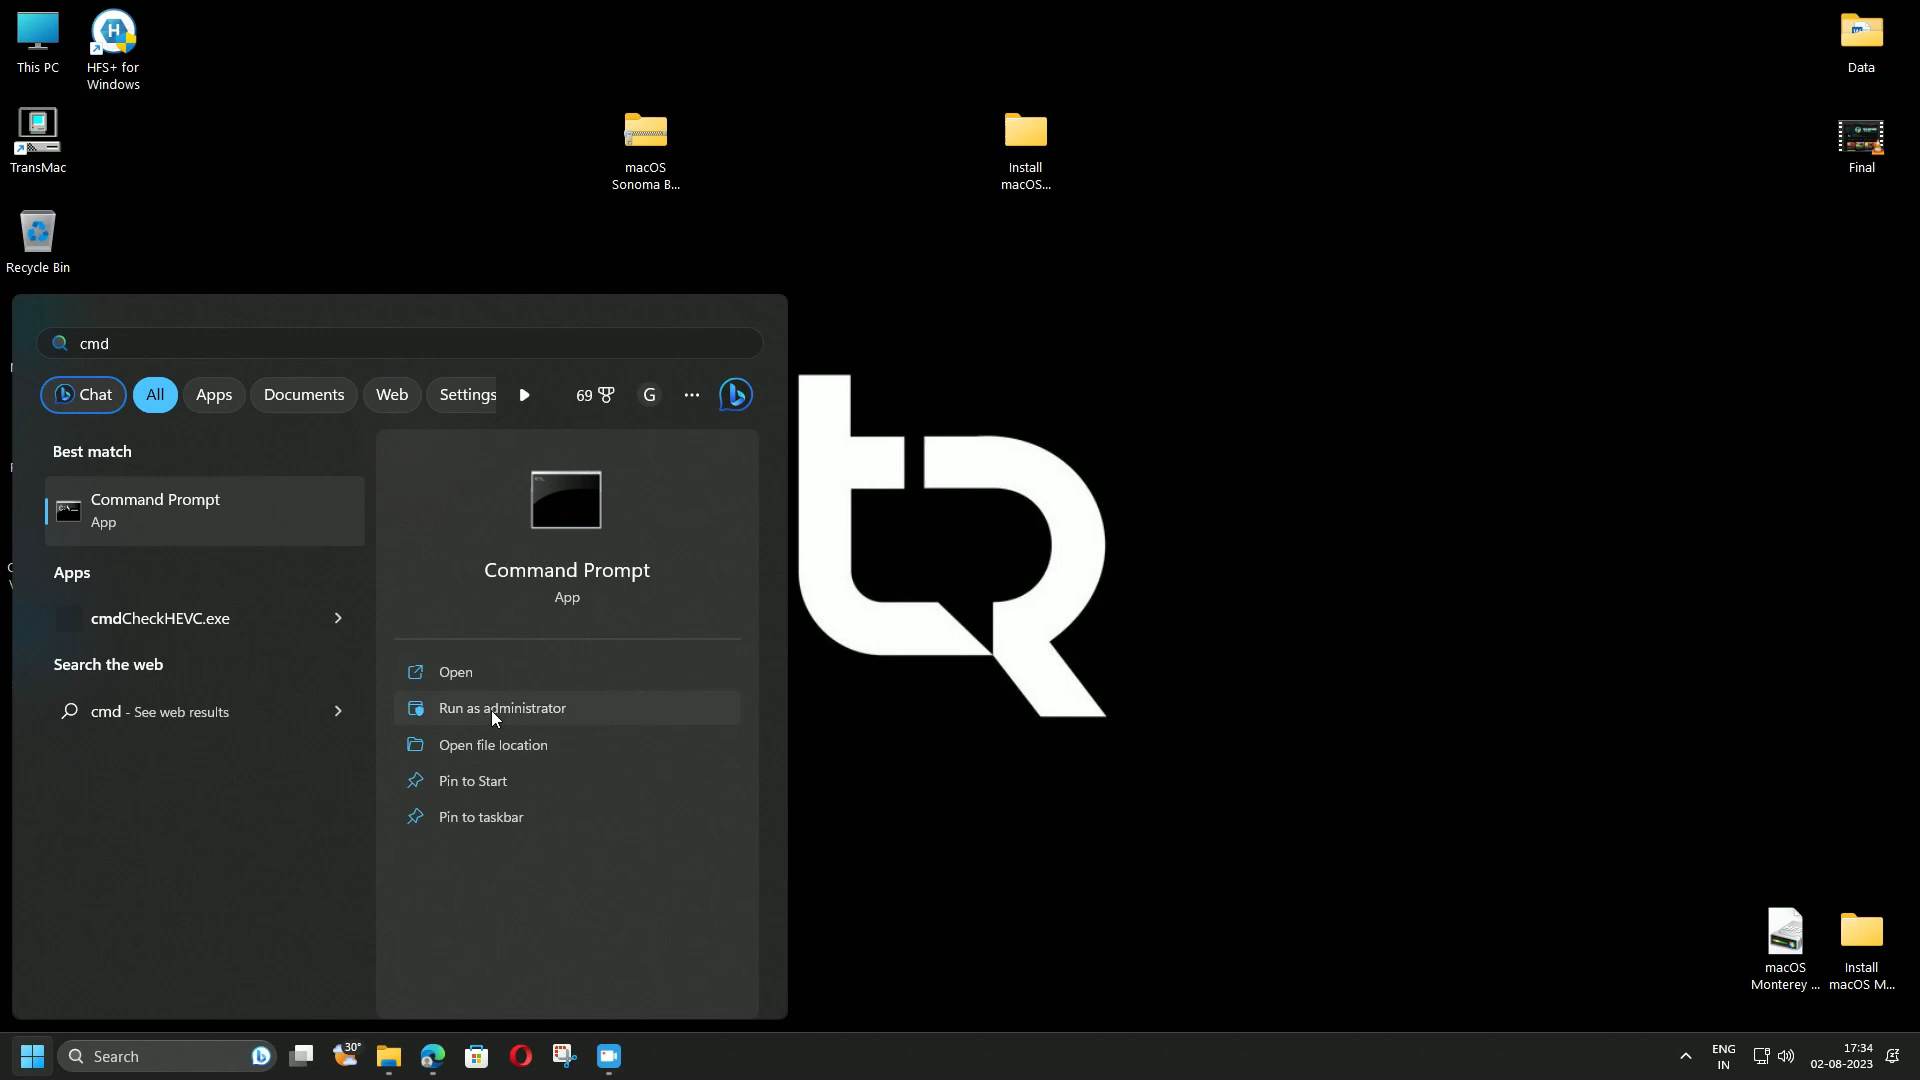 This PC
HFS+ for
Windows
TransMac
Recycle Bin
macOS
Sonoma B...
Install
macOS...
Data
Final
cmd
Chat
All
Apps
Documents
Web
Settings
69
G
Best match
Command Prompt
App
Apps
cmdCheckHEVC.exe
Search the web
cmd - See web results
Command Prompt
App
Open
Run as administrator
Open file location
Pin to Start
Pin to taskbar
macOS
Monterey ...
Install
macOS M...
Search
30°
ENG
IN
17:34
02-08-2023